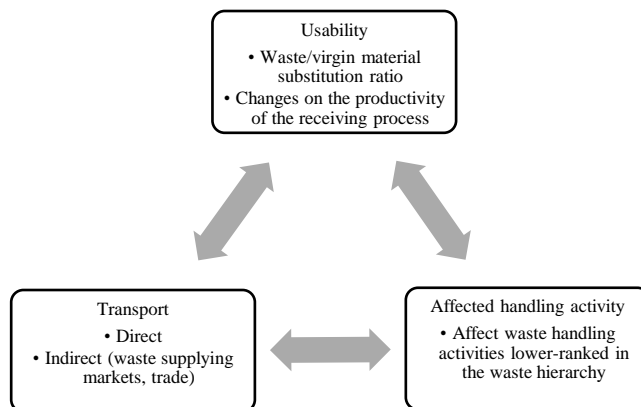 Usability
• Waste/virgin material
substitution ratio
• Changes on the productivity
of the receiving process
Transport
• Direct
• Indirect (waste supplying
markets, trade)
Affected handling activity
• Affect waste handling
activities lower-ranked in
the waste hierarchy